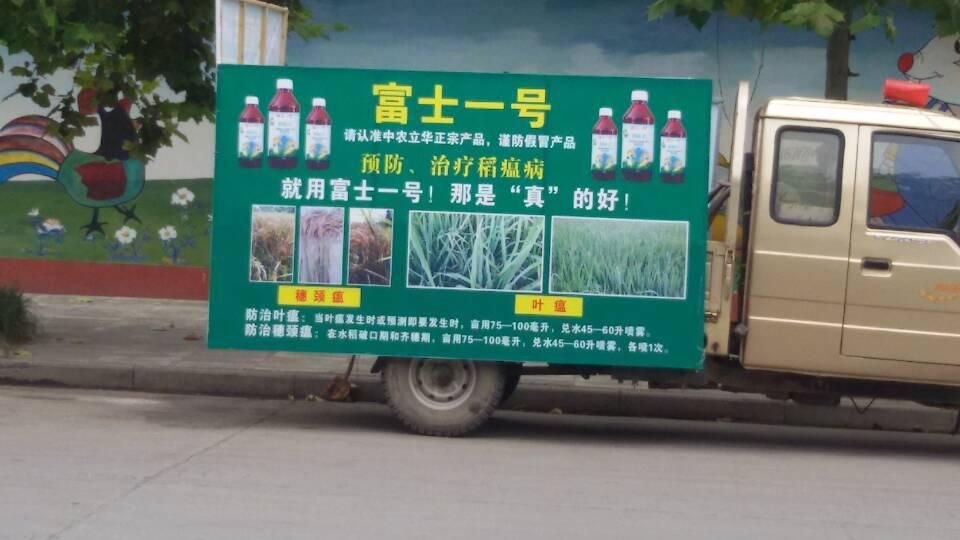 富士一号
请认准中农立华正宗产品，谨防假冒产品
预防、治疗稻瘟病
就用富士一号！那是“真”的好！
穗颈瘟
叶瘟
防治叶瘟：当叶瘟发生时或预测即要发生时，亩用75—100毫升，兑水45—60升喷雾。
防治穗颈瘟：在水稻破口期和齐穗期，亩用75—100毫升，兑水45—60升喷雾，各喷1次。